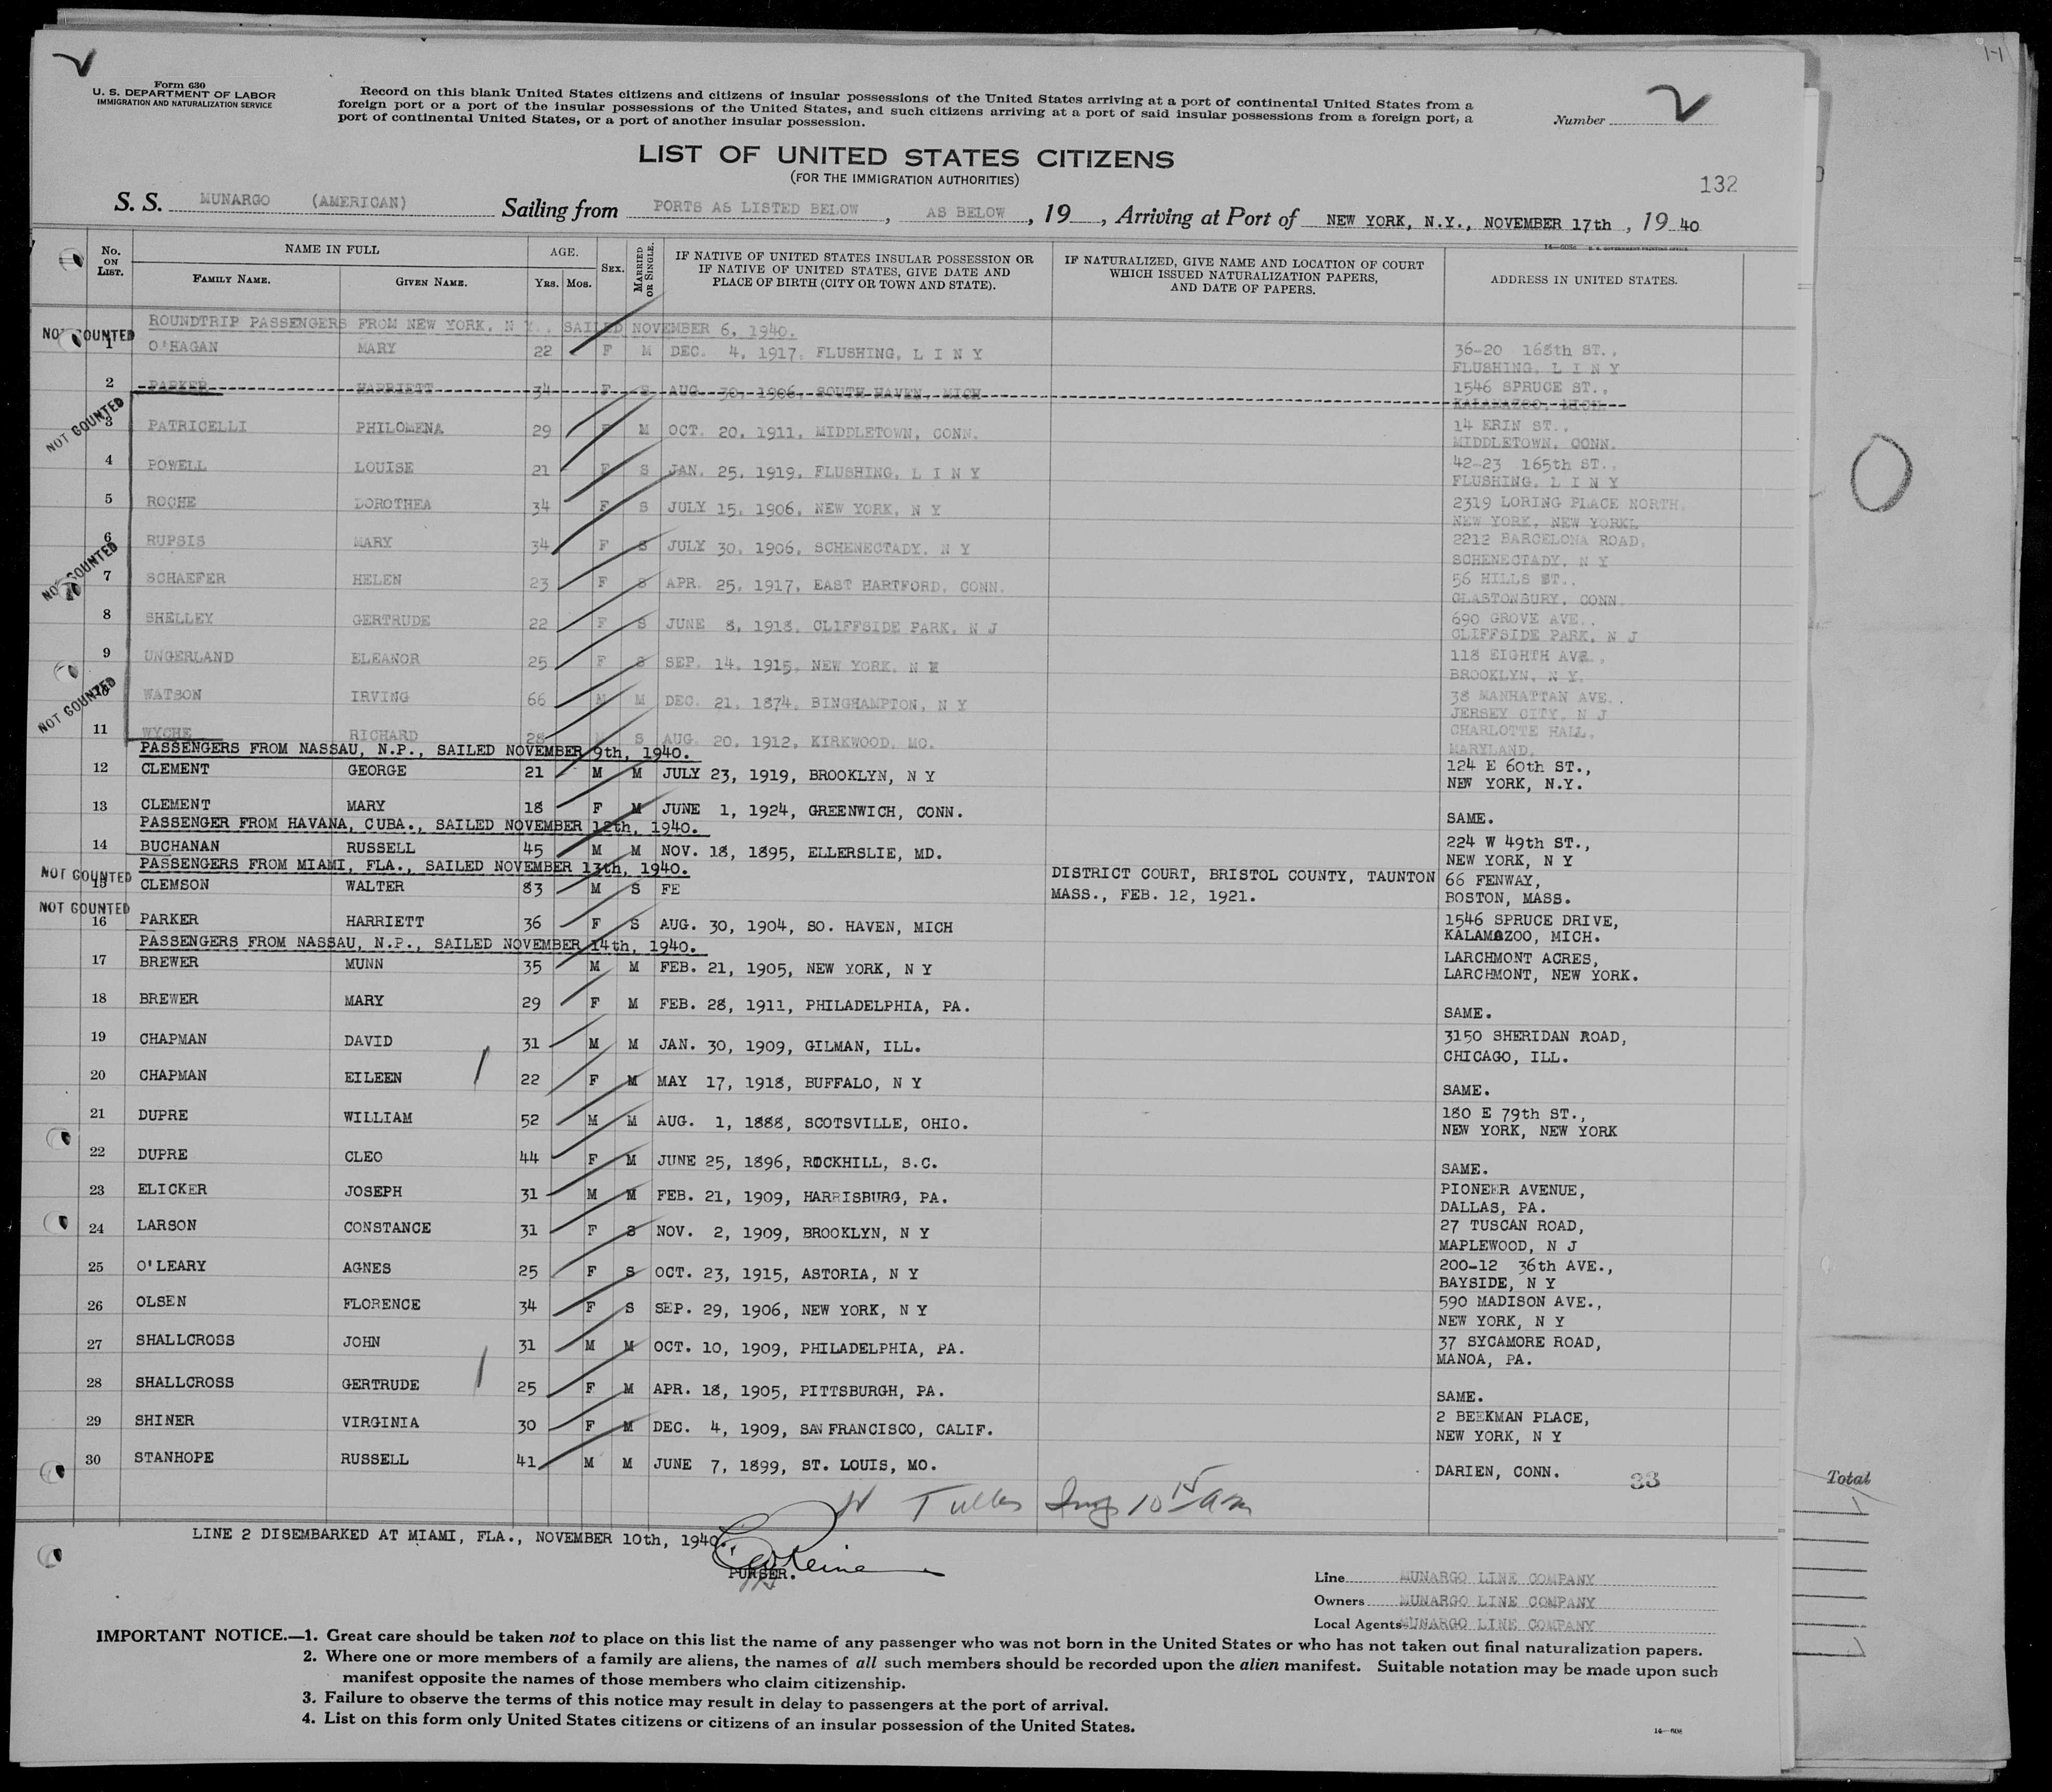 Form 630
U. S. DEPARTMENT OF LABOR
IMMIGRATION AND NATURALIZATION SERVICE
Record on this blank United States citizens and citizens of insular possessions of the United States arriving at a port of continental United States from a
foreign port or a port of the insular possessions of the United States, and such citizens arriving at a port of said insular possessions from a foreign port, a
port of continental United States, or a port of another insular possession.
Number 2
LIST OF UNITED STATES CITIZENS
(FOR THE IMMIGRATION AUTHORITIES)
132
S. S. MUNARGO (AMERICAN) Sailing from PORTS AS LISTED BELOW, AS BELOW, 19 , Arriving at Port of NEW YORK, N.Y., NOVEMBER 17th, 19 40
No. ON LIST. NAME IN FULL FAMILY NAME. GIVEN NAME. AGE. YRS. MOS. SEX. MARRIED OR SINGLE. IF NATIVE OF UNITED STATES INSULAR POSSESSION OR IF NATIVE OF UNITED STATES, GIVE DATE AND PLACE OF BIRTH (CITY OR TOWN AND STATE). IF NATURALIZED, GIVE NAME AND LOCATION OF COURT WHICH ISSUED NATURALIZATION PAPERS, AND DATE OF PAPERS. ADDRESS IN UNITED STATES.
ROUNDTRIP PASSENGERS FROM NEW YORK, N Y., SAILED NOVEMBER 6, 1940.
NOT COUNTED
1 O'HAGAN MARY 22 F M DEC. 4, 1917, FLUSHING, L I N Y 36-20 168th ST.,
FLUSHING, L I N Y
2 PARKER HARRIETT 34 F S AUG. 30, 1906, SOUTH HAVEN, MICH 1546 SPRUCE ST.,
KALAMAZOO, MICH
NOT COUNTED
3 PATRICELLI PHILOMENA 29 F M OCT. 20, 1911, MIDDLETOWN, CONN. 14 ERIN ST.,
MIDDLETOWN, CONN.
4 POWELL LOUISE 21 F S JAN. 25, 1919, FLUSHING, L I N Y 42-23 165th ST.,
FLUSHING, L I N Y
5 ROCHE DOROTHEA 34 F S JULY 15, 1906, NEW YORK, N Y 2319 LORING PLACE NORTH,
NEW YORK, NEW YORKL
6 RUPSIS MARY 34 F S JULY 30, 1906, SCHENECTADY, N Y 2212 BARCELONA ROAD,
SCHENECTADY, N Y
NOT COUNTED
7 SCHAEFER HELEN 23 F S APR. 25, 1917, EAST HARTFORD, CONN. 56 HILLS ST.,
GLASTONBURY, CONN.
8 SHELLEY GERTRUDE 22 F S JUNE 8, 1918, CLIFFSIDE PARK, N J 690 GROVE AVE.,
CLIFFSIDE PARK, N J
9 UNGERLAND ELEANOR 25 F S SEP. 14, 1915, NEW YORK, N 118 EIGHTH AVE.,
BROOKLYN, N Y.
NOT COUNTED
10 WATSON IRVING 66 M M DEC. 21, 1874, BINGHAMPTON, N Y 38 MANHATTAN AVE.,
JERSEY CITY, N J
11 WYCHE RICHARD 28 S AUG. 20, 1912, KIRKWOOD, MO. CHARLOTTE HALL,
MARYLAND.
PASSENGERS FROM NASSAU, N.P., SAILED NOVEMBER 9th, 1940.
12 CLEMENT GEORGE 21 M M JULY 23, 1919, BROOKLYN, N Y 124 E 60th ST.,
NEW YORK, N.Y.
13 CLEMENT MARY 18 F M JUNE 1, 1924, GREENWICH, CONN. SAME.
PASSENGER FROM HAVANA, CUBA., SAILED NOVEMBER 12th, 1940.
14 BUCHANAN RUSSELL 45 M M NOV. 18, 1895, ELLERSLIE, MD. 224 W 49th ST.,
NEW YORK, N Y
PASSENGERS FROM MIAMI, FLA., SAILED NOVEMBER 13th, 1940.
NOT COUNTED
15 CLEMSON WALTER 83 M S FE DISTRICT COURT, BRISTOL COUNTY, TAUNTON 66 FENWAY,
MASS., FEB. 12, 1921. BOSTON, MASS.
NOT COUNTED
16 PARKER HARRIETT 36 F S AUG. 30, 1904, SO. HAVEN, MICH 1546 SPRUCE DRIVE,
KALAMAZOO, MICH.
PASSENGERS FROM NASSAU, N.P., SAILED NOVEMBER 14th, 1940.
17 BREWER MUNN 35 M M FEB. 21, 1905, NEW YORK, N Y LARCHMONT ACRES,
LARCHMONT, NEW YORK.
18 BREWER MARY 29 F M FEB. 28, 1911, PHILADELPHIA, PA. SAME.
19 CHAPMAN DAVID 31 M M JAN. 30, 1909, GILMAN, ILL. 3150 SHERIDAN ROAD,
CHICAGO, ILL.
20 CHAPMAN EILEEN 22 F M MAY 17, 1918, BUFFALO, N Y SAME.
21 DUPRE WILLIAM 52 M M AUG. 1, 1888, SCOTSVILLE, OHIO. 180 E 79th ST.,
NEW YORK, NEW YORK
22 DUPRE CLEO 44 F M JUNE 25, 1896, ROCKHILL, S.C. SAME.
23 ELICKER JOSEPH 31 M M FEB. 21, 1909, HARRISBURG, PA. PIONEER AVENUE,
DALLAS, PA.
24 LARSON CONSTANCE 31 F S NOV. 2, 1909, BROOKLYN, N Y 27 TUSCAN ROAD,
MAPLEWOOD, N J
25 O'LEARY AGNES 25 F S OCT. 23, 1915, ASTORIA, N Y 200-12 36th AVE.,
BAYSIDE, N Y
26 OLSEN FLORENCE 34 F S SEP. 29, 1906, NEW YORK, N Y 590 MADISON AVE.,
NEW YORK, N Y
27 SHALLCROSS JOHN 31 M M OCT. 10, 1909, PHILADELPHIA, PA. 37 SYCAMORE ROAD,
MANOA, PA.
28 SHALLCROSS GERTRUDE 25 F M APR. 18, 1905, PITTSBURGH, PA. SAME.
29 SHINER VIRGINIA 30 F M DEC. 4, 1909, SAN FRANCISCO, CALIF. 2 BEEKMAN PLACE,
NEW YORK, N Y
30 STANHOPE RUSSELL 41 M M JUNE 7, 1899, ST. LOUIS, MO. DARIEN, CONN.
33
Total
LINE 2 DISEMBARKED AT MIAMI, FLA., NOVEMBER 10th, 1940.
PURSER.
Line MUNARGO LINE COMPANY
Owners MUNARGO LINE COMPANY
Local Agents MUNARGO LINE COMPANY
IMPORTANT NOTICE.—1. Great care should be taken not to place on this list the name of any passenger who was not born in the United States or who has not taken out final naturalization papers.
2. Where one or more members of a family are aliens, the names of all such members should be recorded upon the alien manifest. Suitable notation may be made upon such
manifest opposite the names of those members who claim citizenship.
3. Failure to observe the terms of this notice may result in delay to passengers at the port of arrival.
4. List on this form only United States citizens or citizens of an insular possession of the United States.